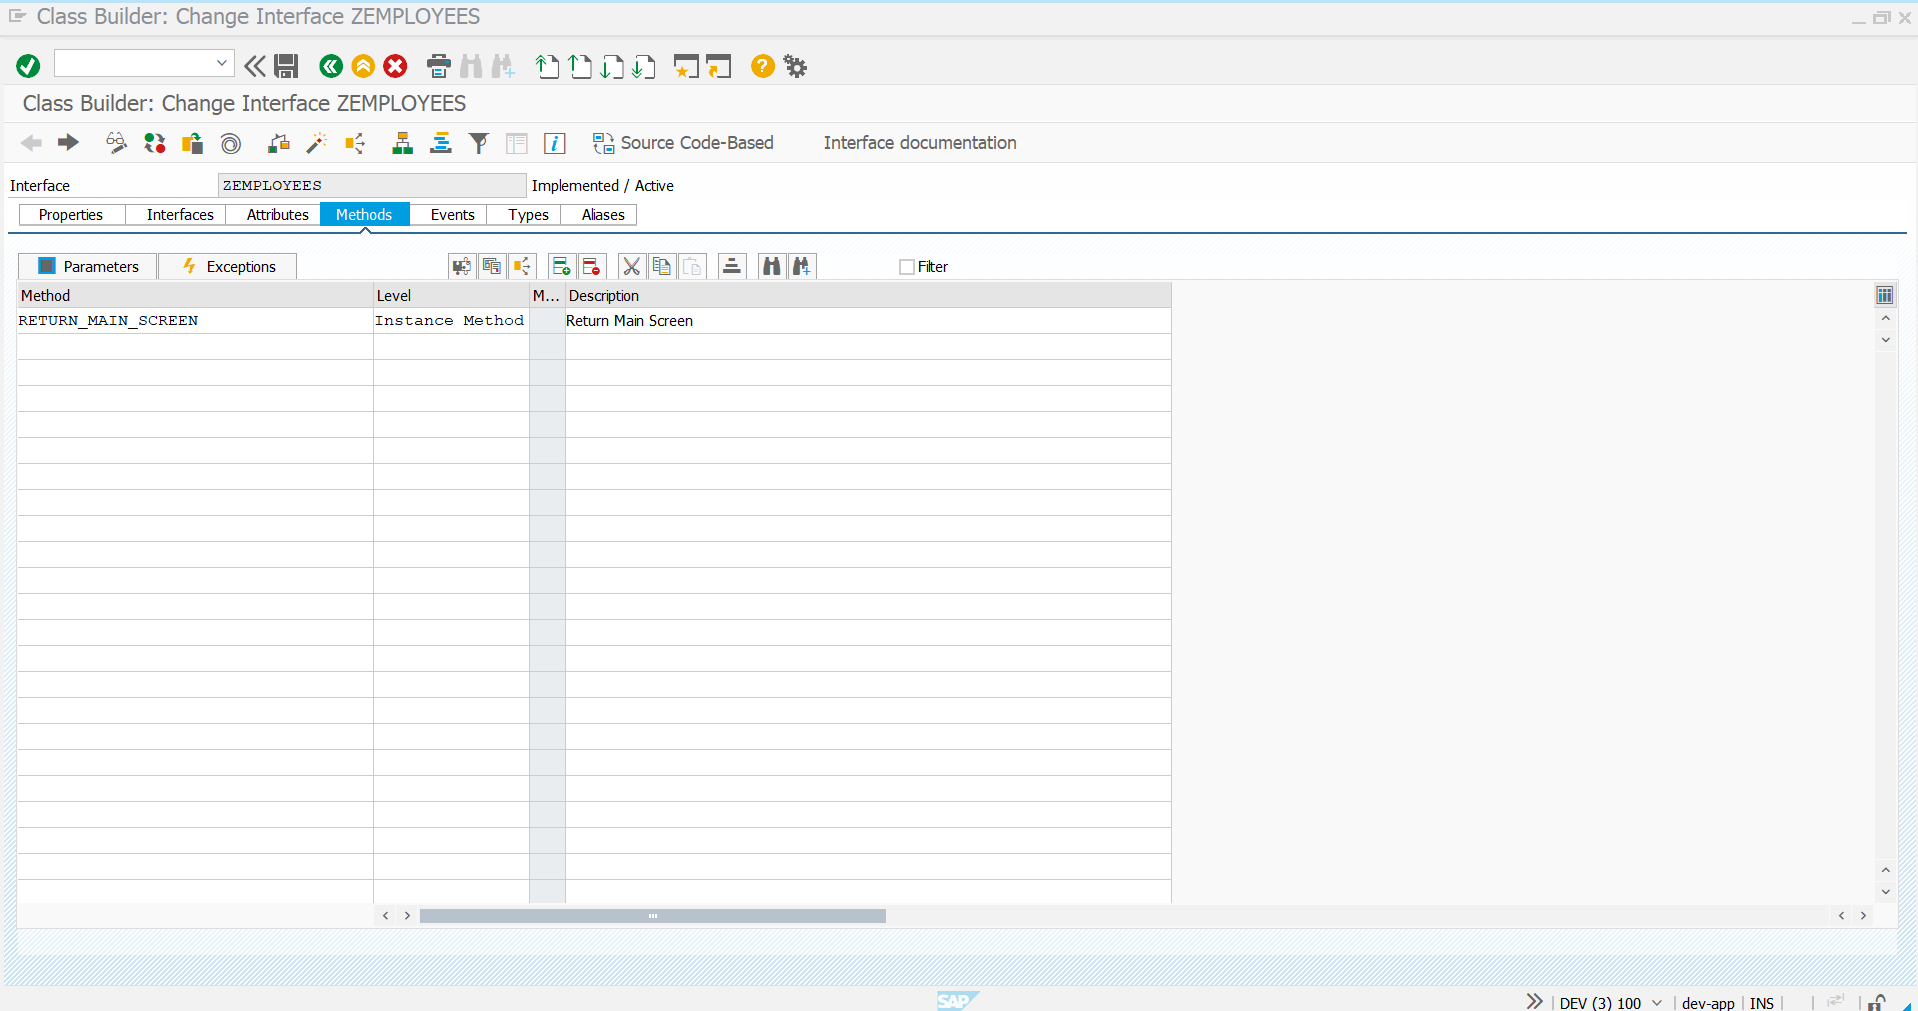 Class Builder: Change Interface ZEMPLOYEES
Class Builder: Change Interface ZEMPLOYEES
Source Code-Based Interface documentation
Interface ZEMPLOYEES Implemented / Active
Properties Interfaces Attributes Methods Events Types Aliases
Parameters Exceptions Filter
Method Level M... Description
RETURN_MAIN_SCREEN Instance Method Return Main Screen
SAP DEV (3) 100 dev-app INS